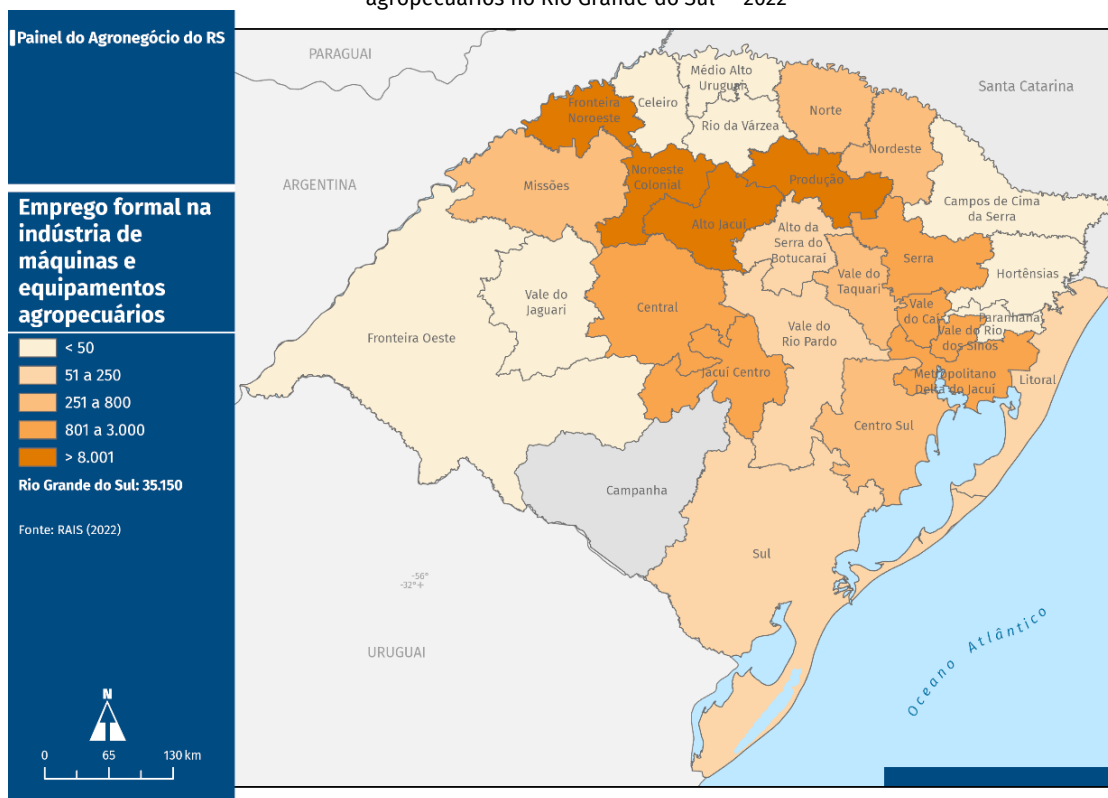 agropecuários no Rio Grande do Sul — 2022
Painel do Agronegócio do RS
Emprego formal na
indústria de
máquinas e
equipamentos
agropecuários
< 50
51 a 250
251 a 800
801 a 3.000
> 8.001
Rio Grande do Sul: 35.150
Fonte: RAIS (2022)
N
0 65 130 km
PARAGUAI
Santa Catarina
ARGENTINA
URUGUAI
Oceano Atlântico
-56°
-32°
Fronteira
Noroeste
Celeiro
Médio Alto
Uruguai
Rio da Várzea
Norte
Nordeste
Missões
Noroeste
Colonial
Produção
Alto Jacuí
Campos de Cima
da Serra
Alto da
Serra do
Botucaraí
Serra
Hortênsias
Vale do
Taquari
Vale do
Jaguari
Central
Fronteira Oeste
Vale
do Caí
Paranhana
Vale do Rio
dos Sinos
Vale do
Rio Pardo
Jacuí Centro
Metropolitano
Delta do Jacuí
Litoral
Centro Sul
Campanha
Sul